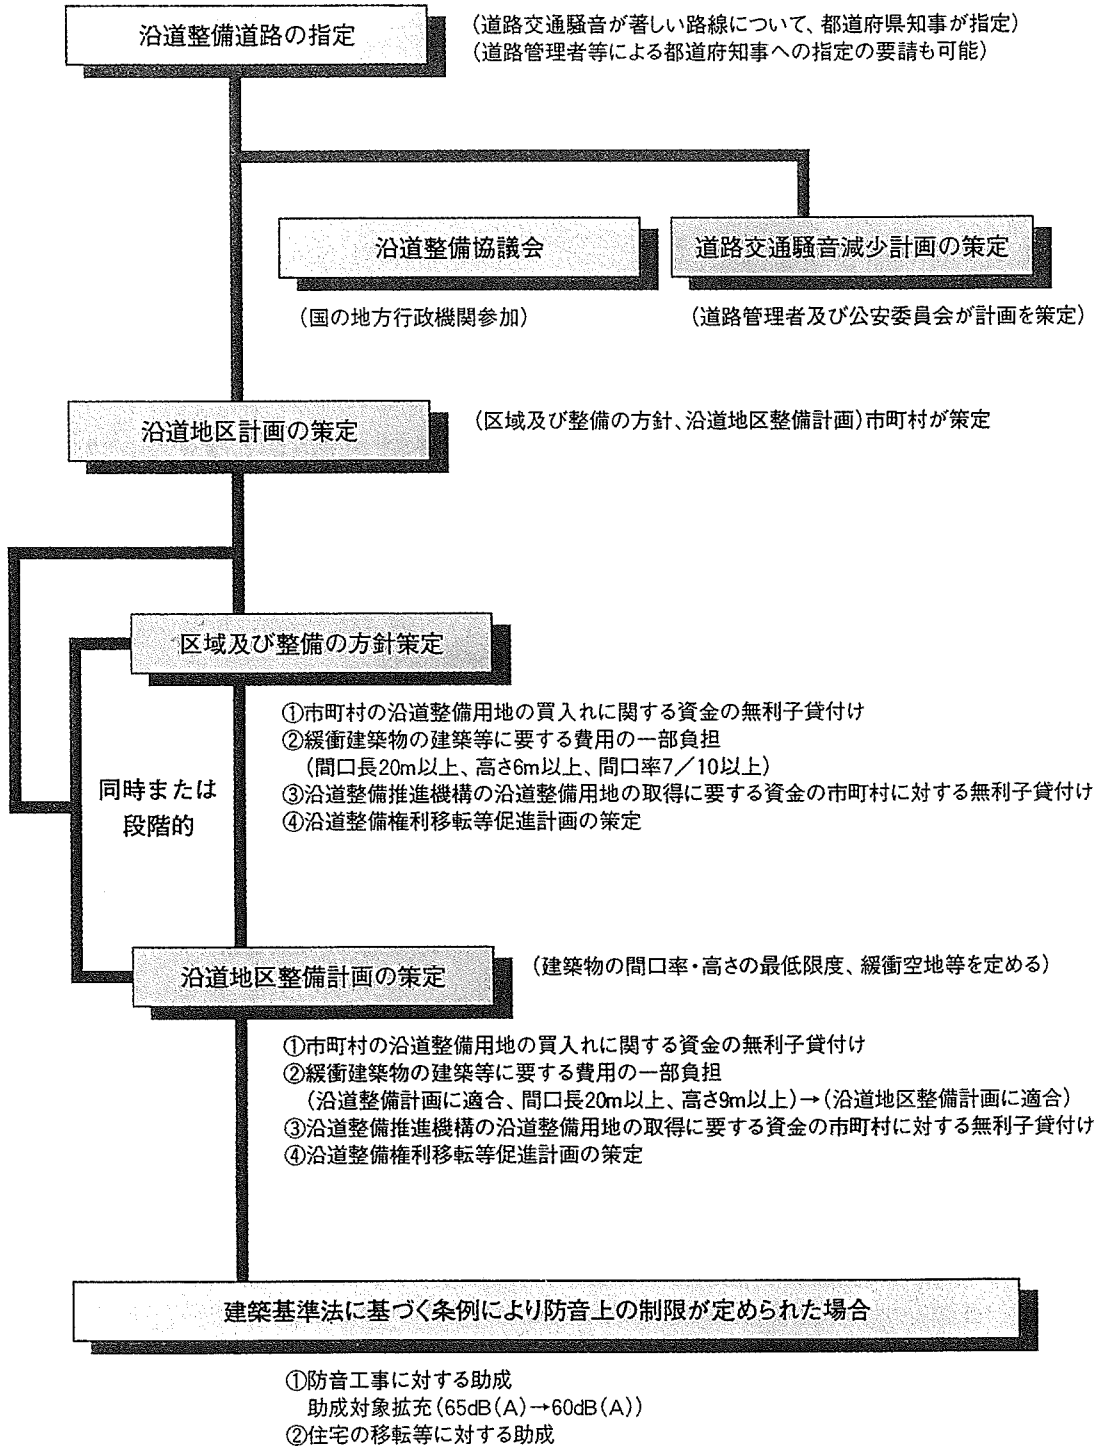 沿道整備道路の指定
(道路交通騒音が著しい路線について、都道府県知事が指定)
(道路管理者等による都道府知事への指定の要請も可能)
沿道整備協議会
(国の地方行政機関参加)
道路交通騒音減少計画の策定
(道路管理者及び公安委員会が計画を策定)
沿道地区計画の策定
(区域及び整備の方針、沿道地区整備計画)市町村が策定
区域及び整備の方針策定
①市町村の沿道整備用地の買入れに関する資金の無利子貸付け
②緩衝建築物の建築等に要する費用の一部負担
(間口長20m以上、高さ6m以上、間口率7/10以上)
③沿道整備推進機構の沿道整備用地の取得に要する資金の市町村に対する無利子貸付け
④沿道整備権利移転等促進計画の策定
同時または
段階的
沿道地区整備計画の策定
(建築物の間口率・高さの最低限度、緩衝空地等を定める)
①市町村の沿道整備用地の買入れに関する資金の無利子貸付け
②緩衝建築物の建築等に要する費用の一部負担
(沿道整備計画に適合、間口長20m以上、高さ9m以上)→(沿道地区整備計画に適合)
③沿道整備推進機構の沿道整備用地の取得に要する資金の市町村に対する無利子貸付け
④沿道整備権利移転等促進計画の策定
建築基準法に基づく条例により防音上の制限が定められた場合
①防音工事に対する助成
助成対象拡充(65dB(A)→60dB(A))
②住宅の移転等に対する助成